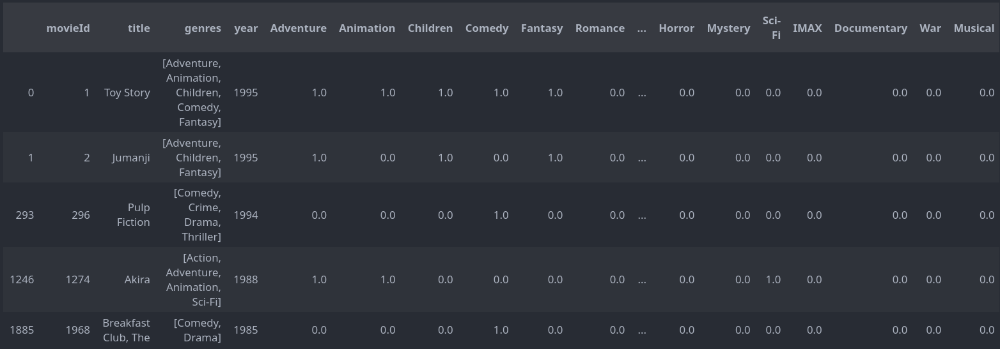 movieId title genres year Adventure Animation Children Comedy Fantasy Romance ... Horror Mystery Sci-Fi IMAX Documentary War Musical
0 1 Toy Story [Adventure, Animation, Children, Comedy, Fantasy] 1995 1.0 1.0 1.0 1.0 1.0 0.0 ... 0.0 0.0 0.0 0.0 0.0 0.0 0.0
1 2 Jumanji [Adventure, Children, Fantasy] 1995 1.0 0.0 1.0 0.0 1.0 0.0 ... 0.0 0.0 0.0 0.0 0.0 0.0 0.0
293 296 Pulp Fiction [Comedy, Crime, Drama, Thriller] 1994 0.0 0.0 0.0 1.0 0.0 0.0 ... 0.0 0.0 0.0 0.0 0.0 0.0 0.0
1246 1274 Akira [Action, Adventure, Animation, Sci-Fi] 1988 1.0 1.0 0.0 0.0 0.0 0.0 ... 0.0 0.0 1.0 0.0 0.0 0.0 0.0
1885 1968 Breakfast Club, The [Comedy, Drama] 1985 0.0 0.0 0.0 1.0 0.0 0.0 ... 0.0 0.0 0.0 0.0 0.0 0.0 0.0